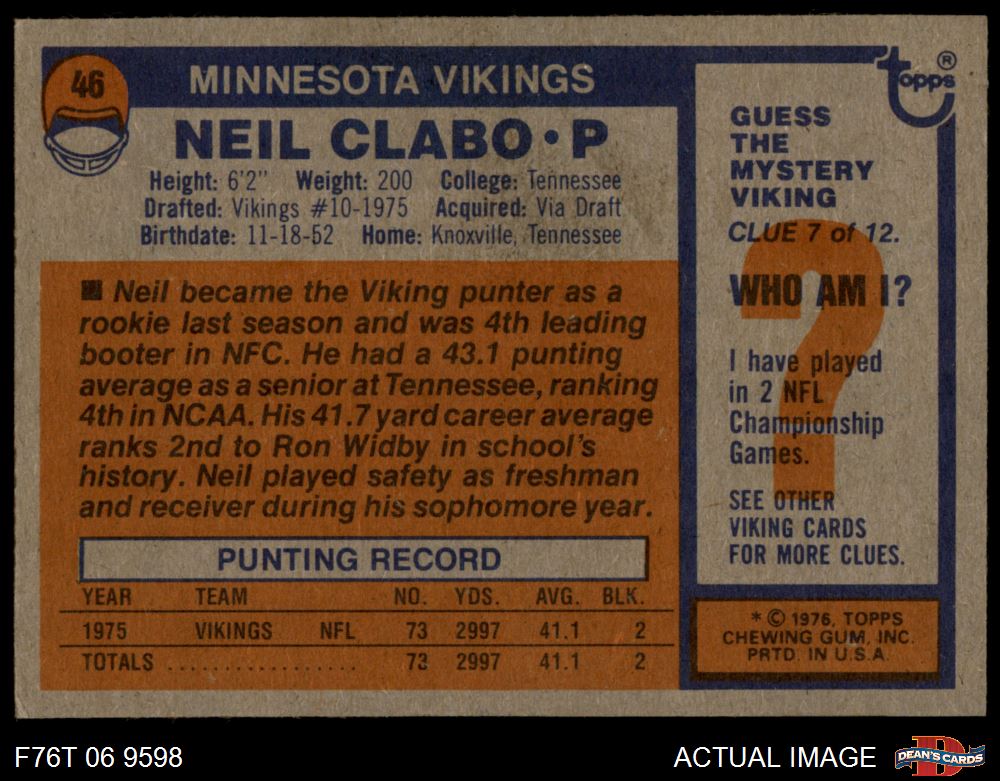 46
MINNESOTA VIKINGS
NEIL CLABO • P
Height: 6'2" Weight: 200 College: Tennessee
Drafted: Vikings #10-1975 Acquired: Via Draft
Birthdate: 11-18-52 Home: Knoxville, Tennessee
■ Neil became the Viking punter as a
rookie last season and was 4th leading
booter in NFC. He had a 43.1 punting
average as a senior at Tennessee, ranking
4th in NCAA. His 41.7 yard career average
ranks 2nd to Ron Widby in school's
history. Neil played safety as freshman
and receiver during his sophomore year.
PUNTING RECORD
YEAR TEAM NO. YDS. AVG. BLK.
1975 VIKINGS NFL 73 2997 41.1 2
TOTALS ................. 73 2997 41.1 2
topps®
GUESS
THE
MYSTERY
VIKING
CLUE 7 of 12.
?
WHO AM I?
I have played
in 2 NFL
Championship
Games.
SEE OTHER
VIKING CARDS
FOR MORE CLUES.
* © 1976, TOPPS
CHEWING GUM, INC.
PRTD. IN U.S.A.
F76T 06 9598
ACTUAL IMAGE
D
DEAN'S CARDS